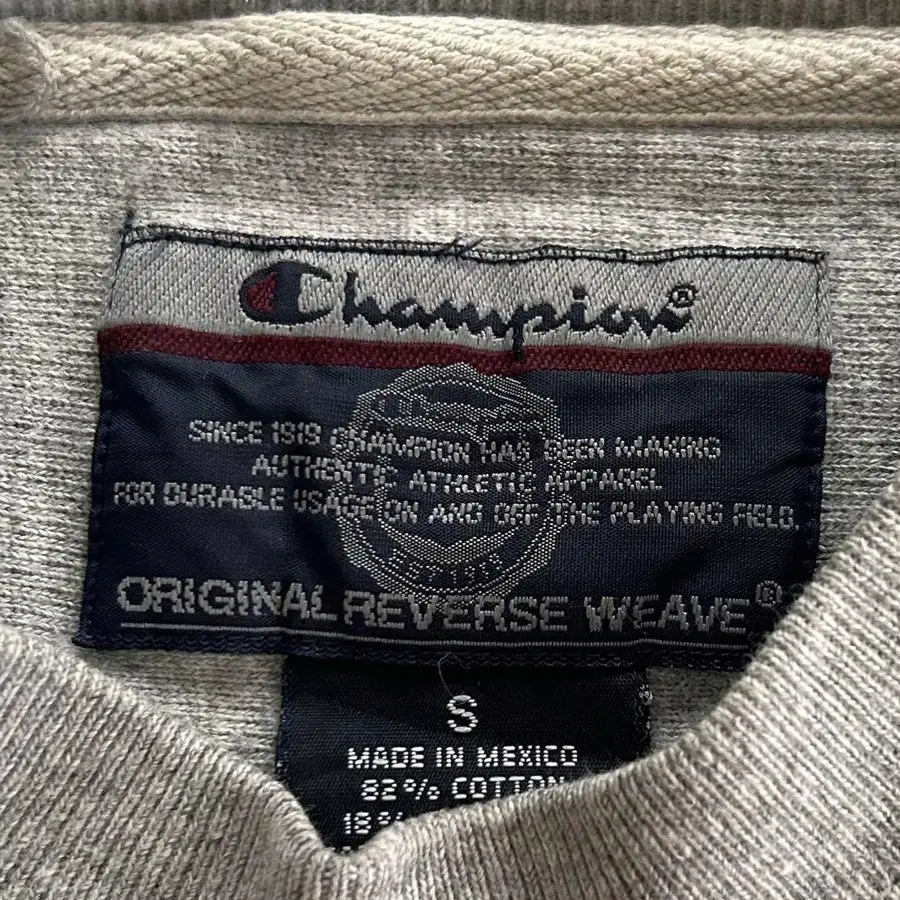 Champion®
SINCE 1919 CHAMPION HAS BEEN MAKING
AUTHENTIC ATHLETIC APPAREL
FOR DURABLE USAGE ON AND OFF THE PLAYING FIELD.
ORIGINAL REVERSE WEAVE®
S
MADE IN MEXICO
82% COTTON
18%